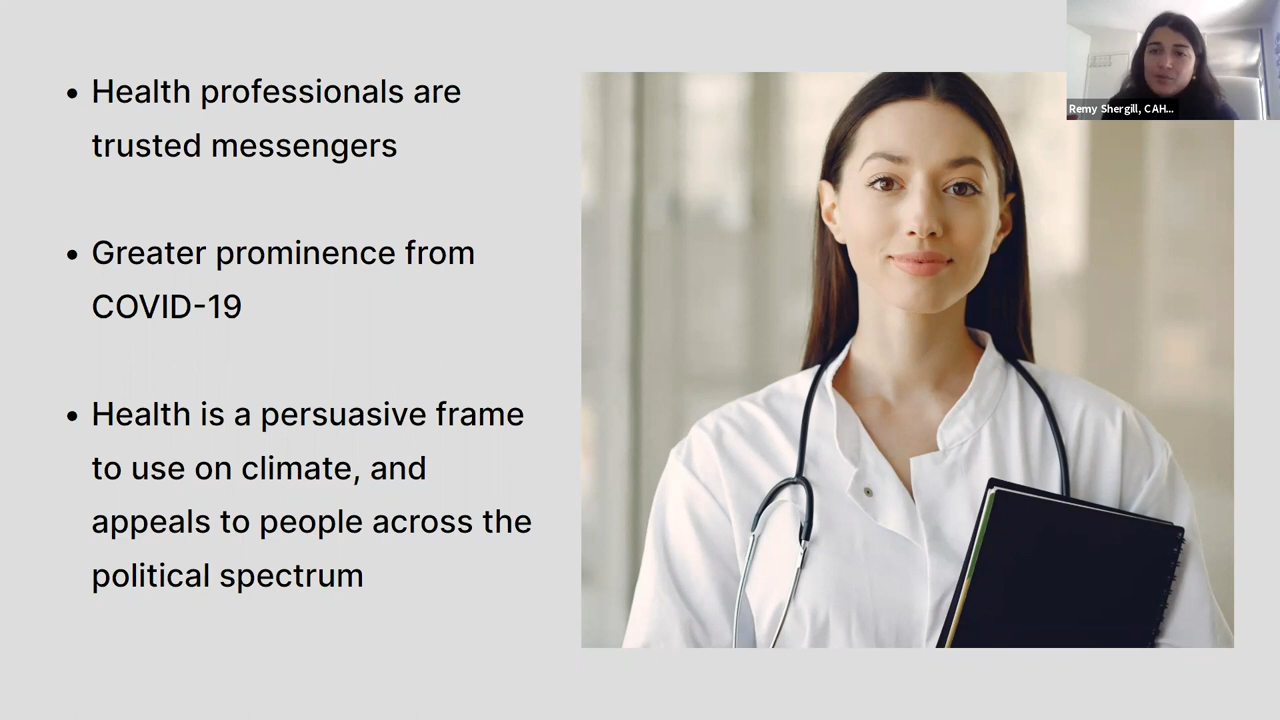 • Health professionals are
trusted messengers
• Greater prominence from
COVID-19
• Health is a persuasive frame
to use on climate, and
appeals to people across the
political spectrum
Remy Shergill, CAH...